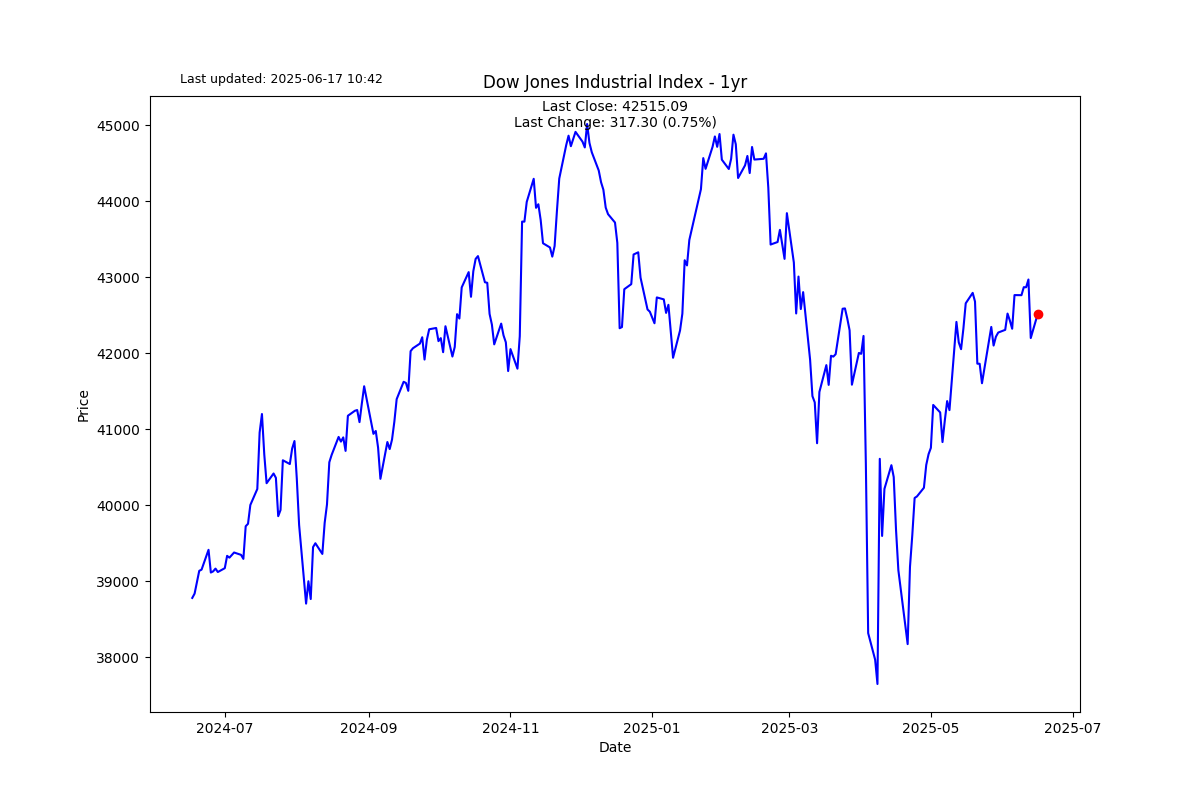 Last updated: 2025-06-17 10:42
Dow Jones Industrial Index - 1yr
Last Close: 42515.09
Last Change: 317.30 (0.75%)
45000
44000
43000
42000
41000
40000
39000
38000
Price
2024-07
2024-09
2024-11
2025-01
2025-03
2025-05
2025-07
Date